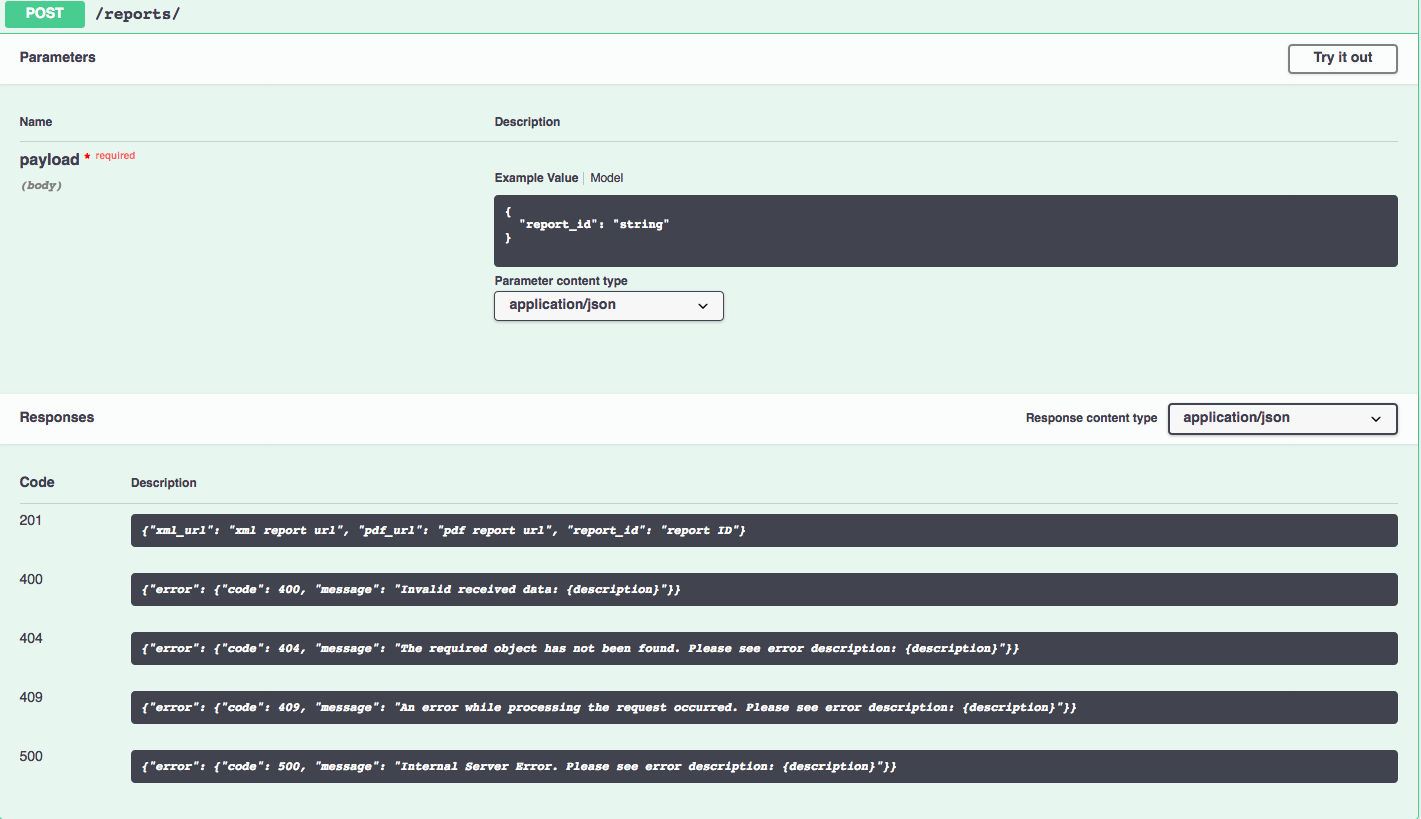 POST /reports/
Parameters
Try it out
Name Description
payload * required
(body)
Example Value Model
{
"report_id": "string"
}
Parameter content type
application/json
Responses
Response content type application/json
Code Description
201 {"xml_url": "xml report url", "pdf_url": "pdf report url", "report_id": "report ID"}
400 {"error": {"code": 400, "message": "Invalid received data: {description}"}}
404 {"error": {"code": 404, "message": "The required object has not been found. Please see error description: {description}"}}
409 {"error": {"code": 409, "message": "An error while processing the request occurred. Please see error description: {description}"}}
500 {"error": {"code": 500, "message": "Internal Server Error. Please see error description: {description}"}}